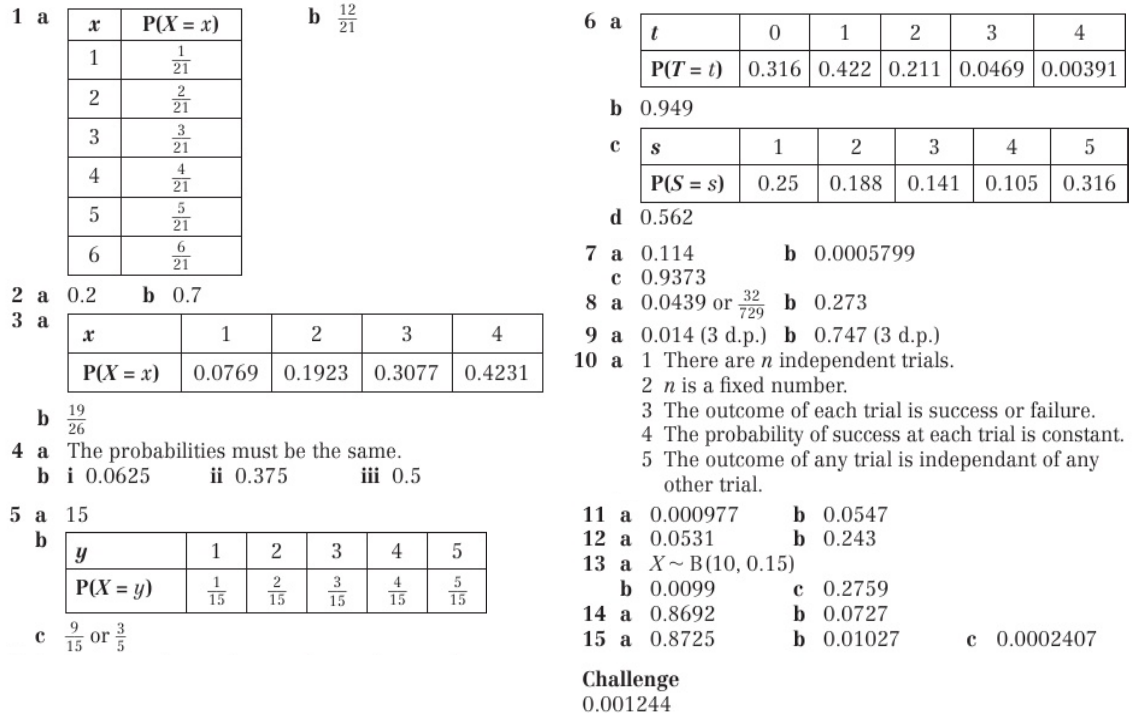 1 a
x P(X = x)
1 1/21
2 2/21
3 3/21
4 4/21
5 5/21
6 6/21
b 12/21
2 a 0.2 b 0.7
3 a
x 1 2 3 4
P(X = x) 0.0769 0.1923 0.3077 0.4231
b 19/26
4 a The probabilities must be the same.
b i 0.0625 ii 0.375 iii 0.5
5 a 15
b
y 1 2 3 4 5
P(X = y) 1/15 2/15 3/15 4/15 5/15
c 9/15 or 3/5
6 a
t 0 1 2 3 4
P(T = t) 0.316 0.422 0.211 0.0469 0.00391
b 0.949
c
s 1 2 3 4 5
P(S = s) 0.25 0.188 0.141 0.105 0.316
d 0.562
7 a 0.114 b 0.0005799
c 0.9373
8 a 0.0439 or 32/729 b 0.273
9 a 0.014 (3 d.p.) b 0.747 (3 d.p.)
10 a 1 There are n independent trials.
2 n is a fixed number.
3 The outcome of each trial is success or failure.
4 The probability of success at each trial is constant.
5 The outcome of any trial is independant of any
other trial.
11 a 0.000977 b 0.0547
12 a 0.0531 b 0.243
13 a X ~ B(10, 0.15)
b 0.0099 c 0.2759
14 a 0.8692 b 0.0727
15 a 0.8725 b 0.01027 c 0.0002407
Challenge
0.001244